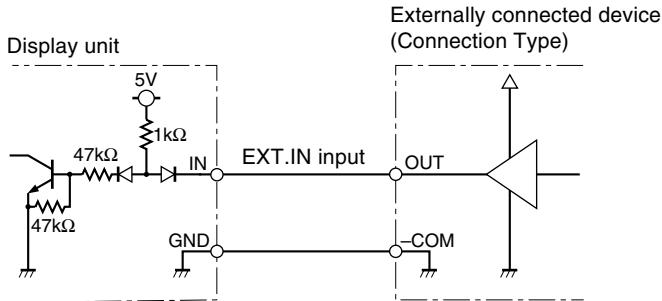 Externally connected device
(Connection Type)
Display unit
5V
1kΩ
47kΩ
IN
EXT.IN input
OUT
47kΩ
GND
–COM